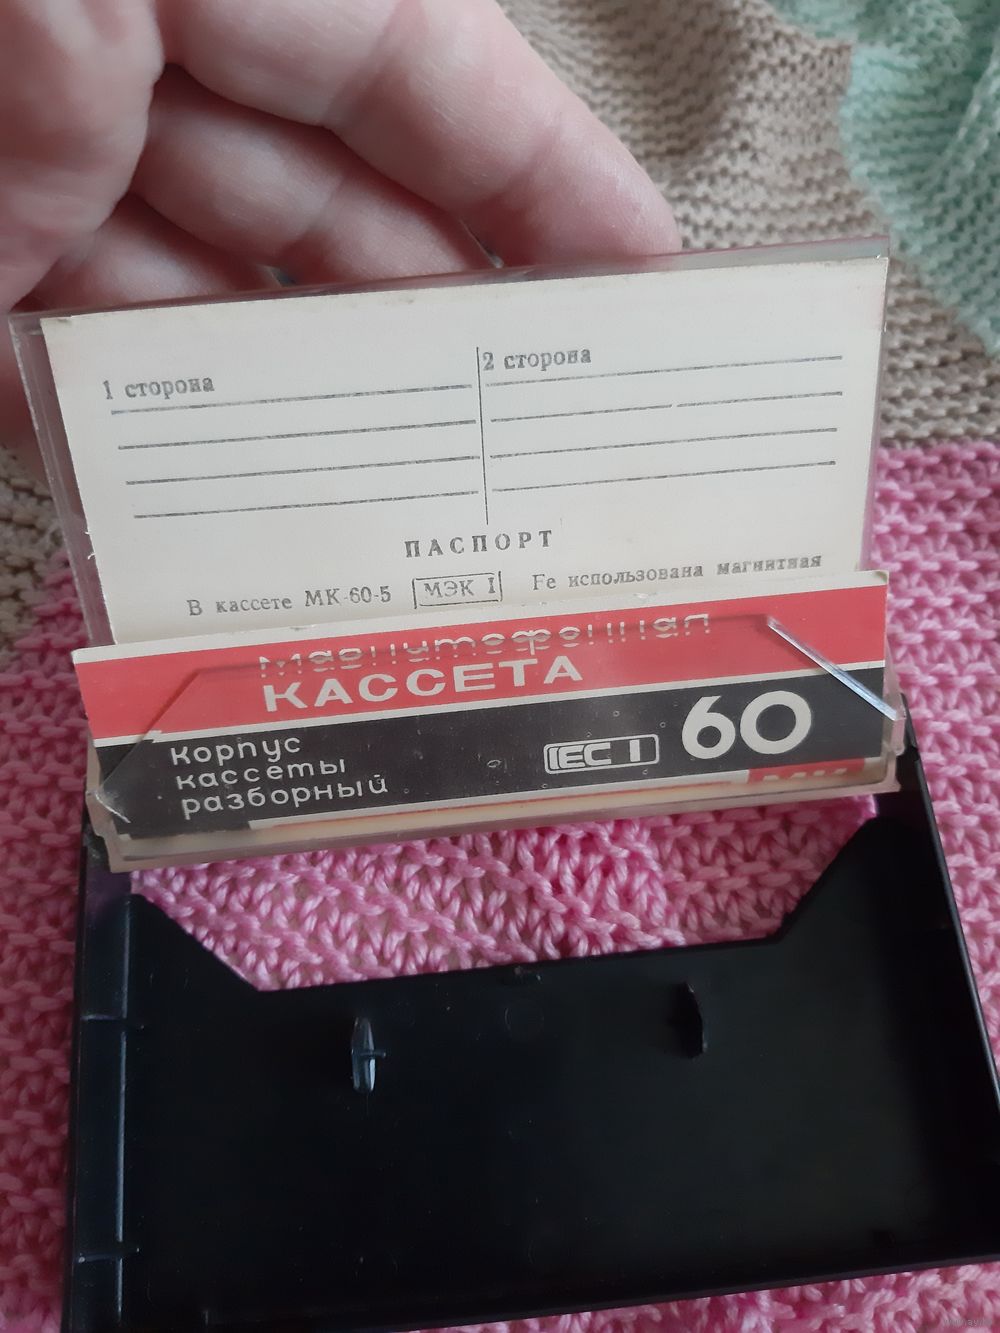 1 сторона
2 сторона
ПАСПОРТ
В кассете МК-60-5 МЭК I Fe использована магнитная
Магнитофонная
КАССЕТА
Корпус
кассеты
разборный
IEC I
60
МК